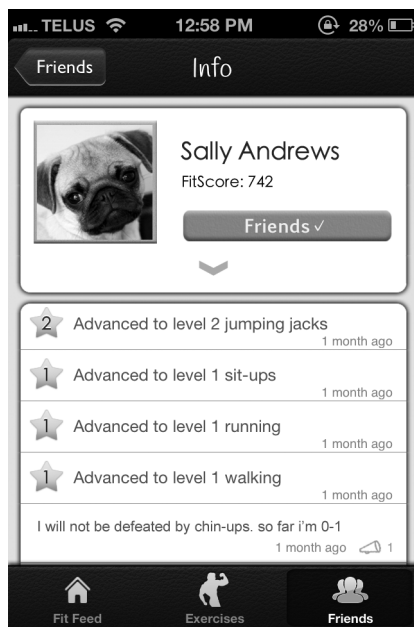 TELUS 12:58 PM 28%
Friends Info
Sally Andrews
FitScore: 742
Friends ✓
2 Advanced to level 2 jumping jacks
1 month ago
1 Advanced to level 1 sit-ups
1 month ago
1 Advanced to level 1 running
1 month ago
1 Advanced to level 1 walking
1 month ago
I will not be defeated by chin-ups. so far i'm 0-1
1 month ago 1
Fit Feed Exercises Friends